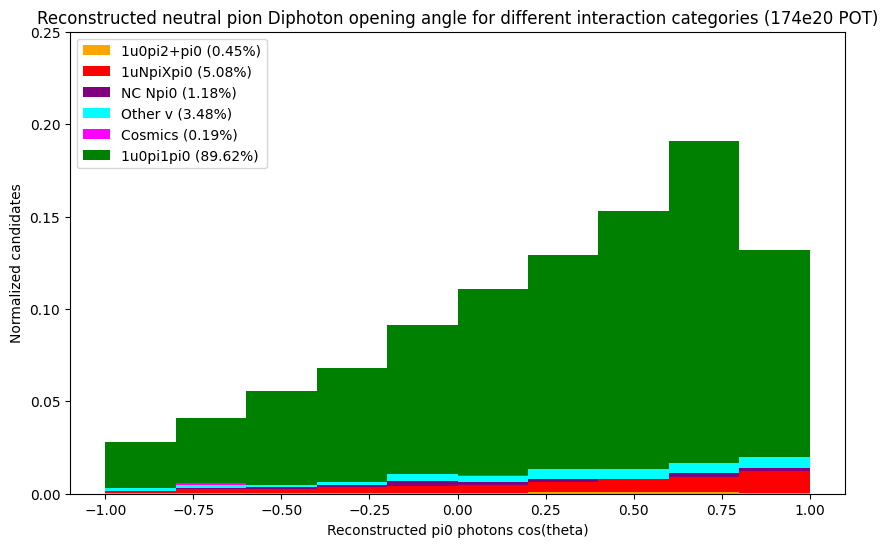 Reconstructed neutral pion Diphoton opening angle for different interaction categories (174e20 POT)
0.25
0.20
0.15
0.10
0.05
0.00
Normalized candidates
1u0pi2+pi0 (0.45%)
1uNpiXpi0 (5.08%)
NC Npi0 (1.18%)
Other v (3.48%)
Cosmics (0.19%)
1u0pi1pi0 (89.62%)
−1.00 −0.75 −0.50 −0.25 0.00 0.25 0.50 0.75 1.00
Reconstructed pi0 photons cos(theta)